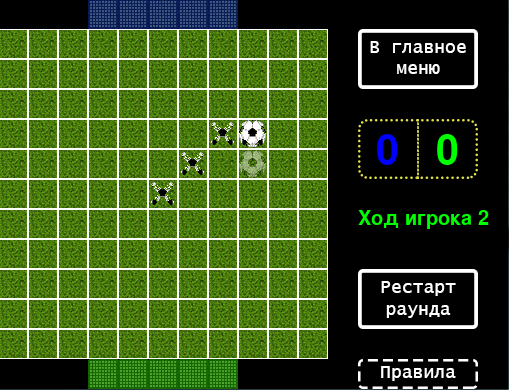 В главное
меню
0 0
Ход игрока 2
Рестарт
раунда
Правила